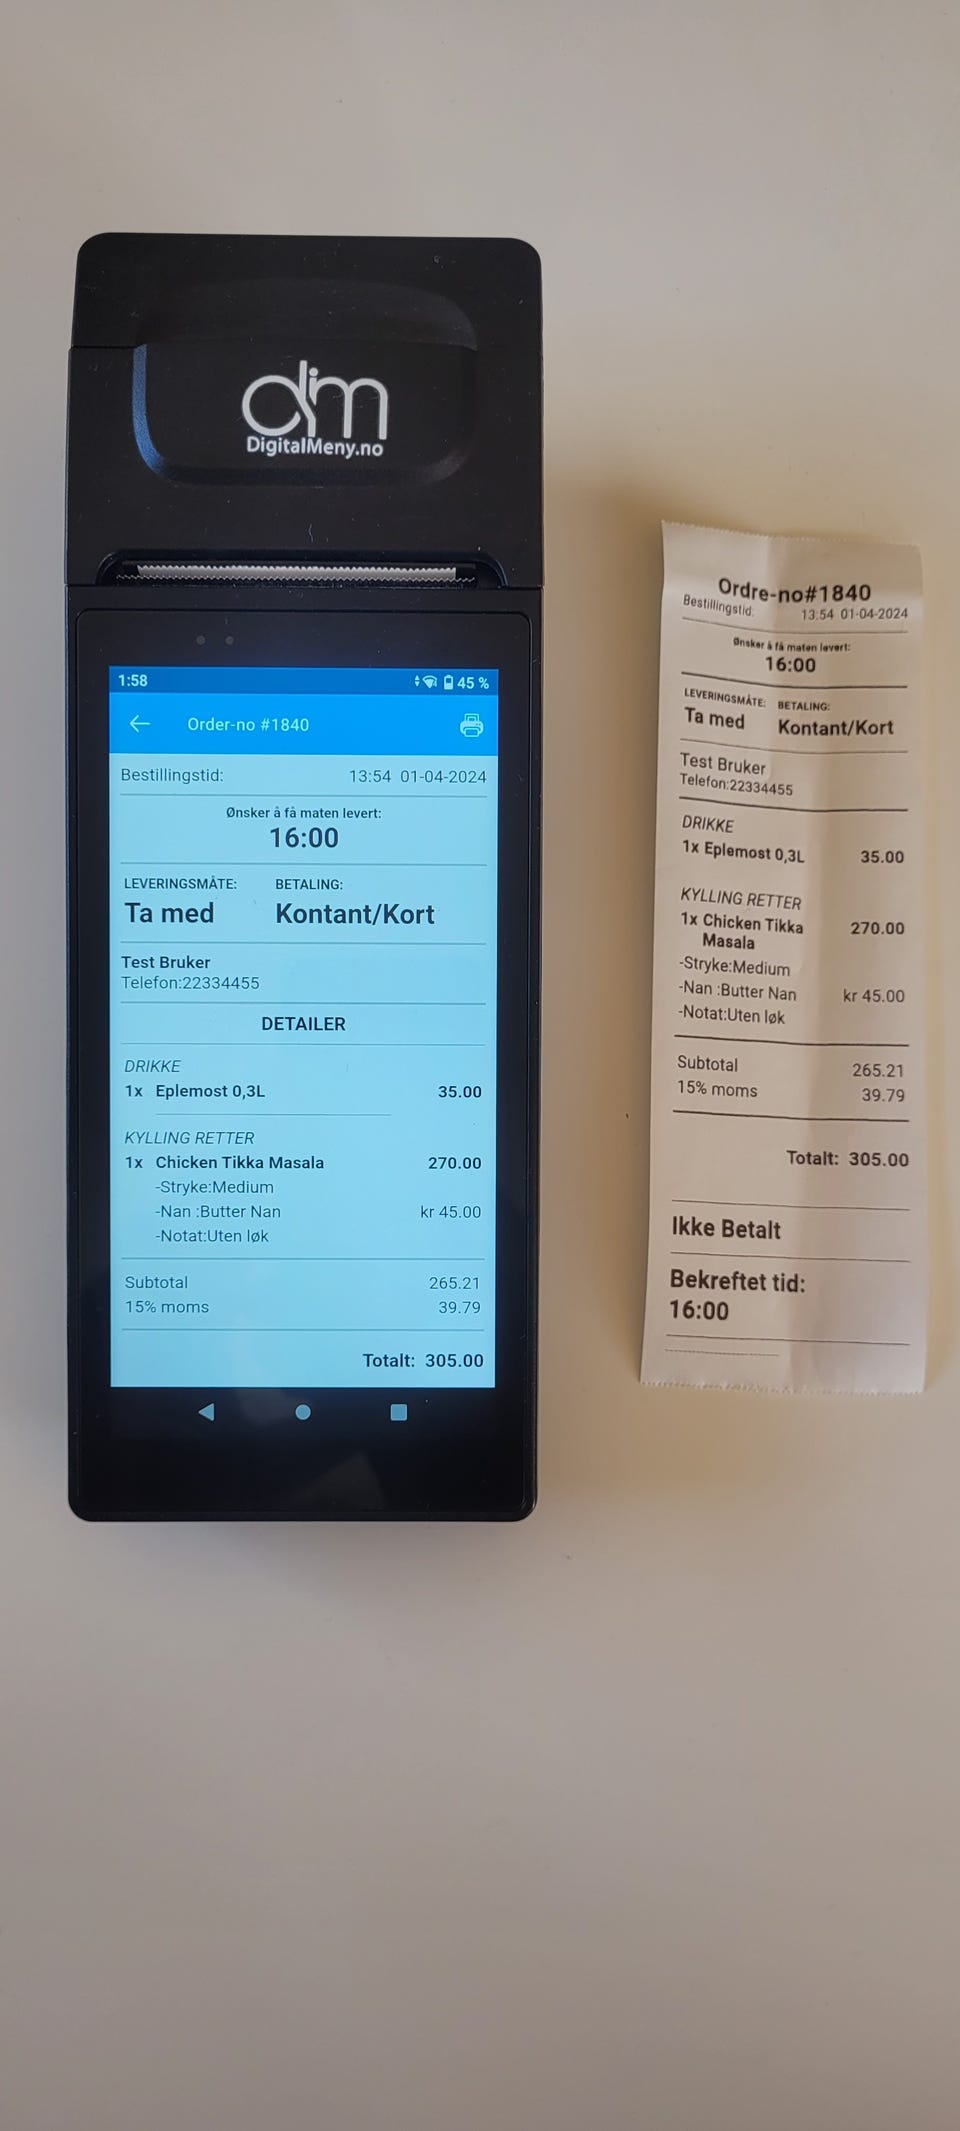 dim
DigitalMeny.no
1:58 45 %
Order-no #1840
Bestillingstid: 13:54 01-04-2024
Ønsker å få maten levert:
16:00
LEVERINGSMÅTE: BETALING:
Ta med Kontant/Kort
Test Bruker
Telefon:22334455
DETAILER
DRIKKE
1x Eplemost 0,3L 35.00
KYLLING RETTER
1x Chicken Tikka Masala 270.00
-Stryke:Medium
-Nan :Butter Nan kr 45.00
-Notat:Uten løk
Subtotal 265.21
15% moms 39.79
Totalt: 305.00
Ordre-no#1840
Bestillingstid: 13:54 01-04-2024
Ønsker å få maten levert:
16:00
LEVERINGSMÅTE: BETALING:
Ta med Kontant/Kort
Test Bruker
Telefon:22334455
DRIKKE
1x Eplemost 0,3L 35.00
KYLLING RETTER
1x Chicken Tikka 270.00
Masala
-Stryke:Medium
-Nan :Butter Nan kr 45.00
-Notat:Uten løk
Subtotal 265.21
15% moms 39.79
Totalt: 305.00
Ikke Betalt
Bekreftet tid:
16:00